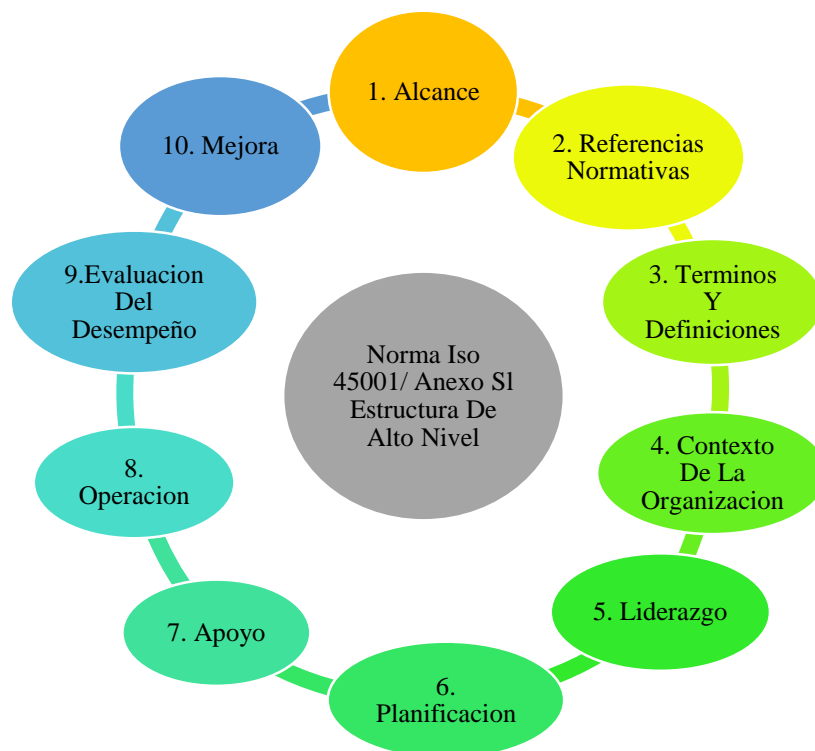 1. Alcance
2. Referencias
Normativas
3. Terminos
Y
Definiciones
4. Contexto
De La
Organizacion
5. Liderazgo
6.
Planificacion
7. Apoyo
8.
Operacion
9.Evaluacion
Del
Desempeño
10. Mejora
Norma Iso
45001/ Anexo Sl
Estructura De
Alto Nivel